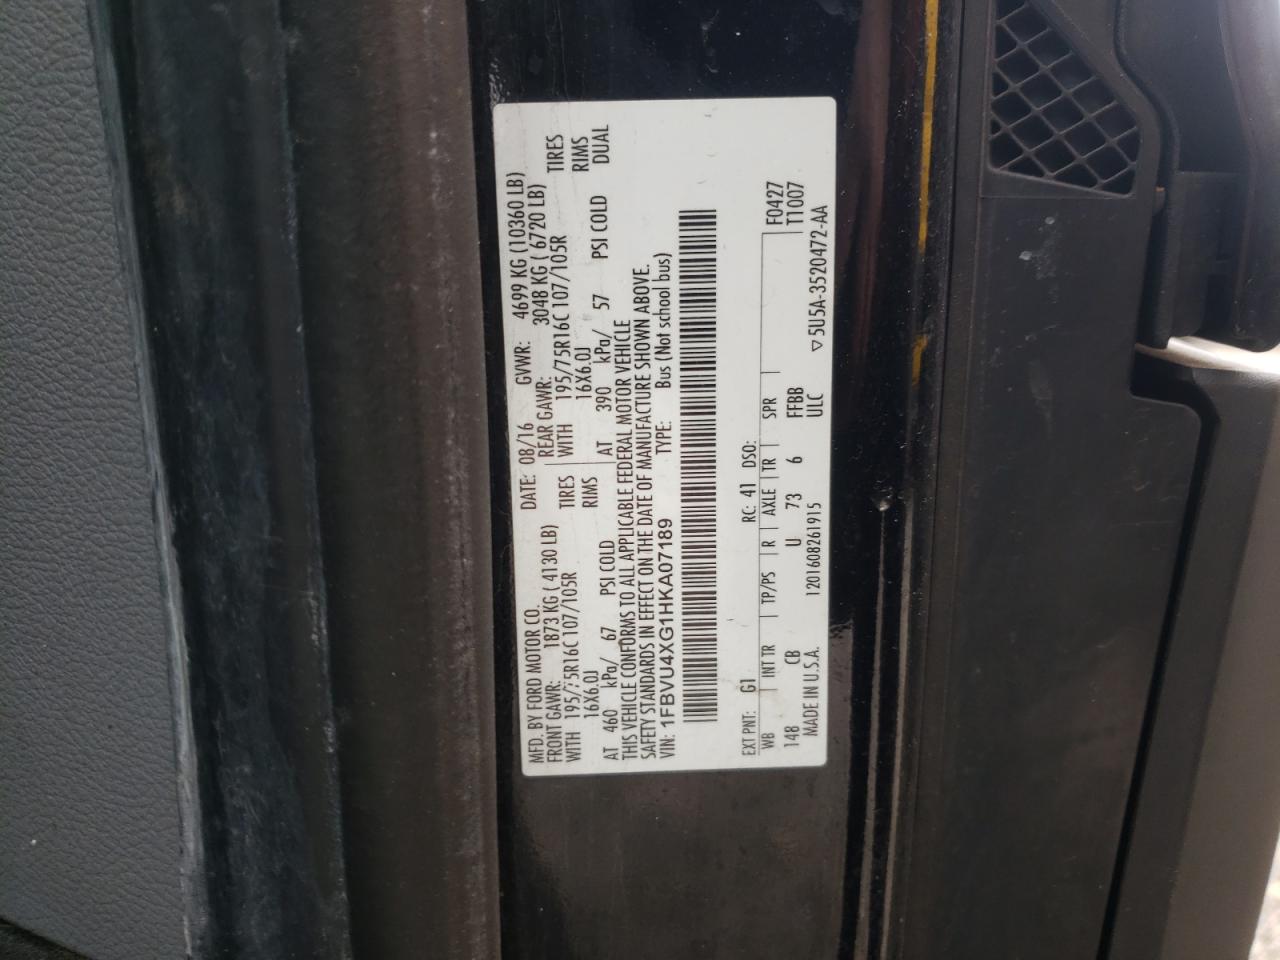 MFD. BY FORD MOTOR CO.
DATE: 08/16 GVWR: 4699 KG (10360 LB)
FRONT GAWR: 1873 KG ( 4130 LB) REAR GAWR: 3048 KG ( 6720 LB)
WITH 195/75R16C 107/105R TIRES WITH 195/75R16C 107/105R TIRES
16X6.0J RIMS 16X6.0J RIMS
AT 460 kPa/ 67 PSI COLD AT 390 kPa/ 57 PSI COLD DUAL
THIS VEHICLE CONFORMS TO ALL APPLICABLE FEDERAL MOTOR VEHICLE
SAFETY STANDARDS IN EFFECT ON THE DATE OF MANUFACTURE SHOWN ABOVE.
VIN: 1FBVU4XG1HKA07189 TYPE: Bus (Not school bus)
EXT PNT: G1 RC: 41 DSO: F0427
WB INT TR TP/PS R AXLE TR SPR T1007
148 CB U 73 6 FFBB
MADE IN U.S.A. 1201608261915 ULC ▽5U5A-3520472-AA